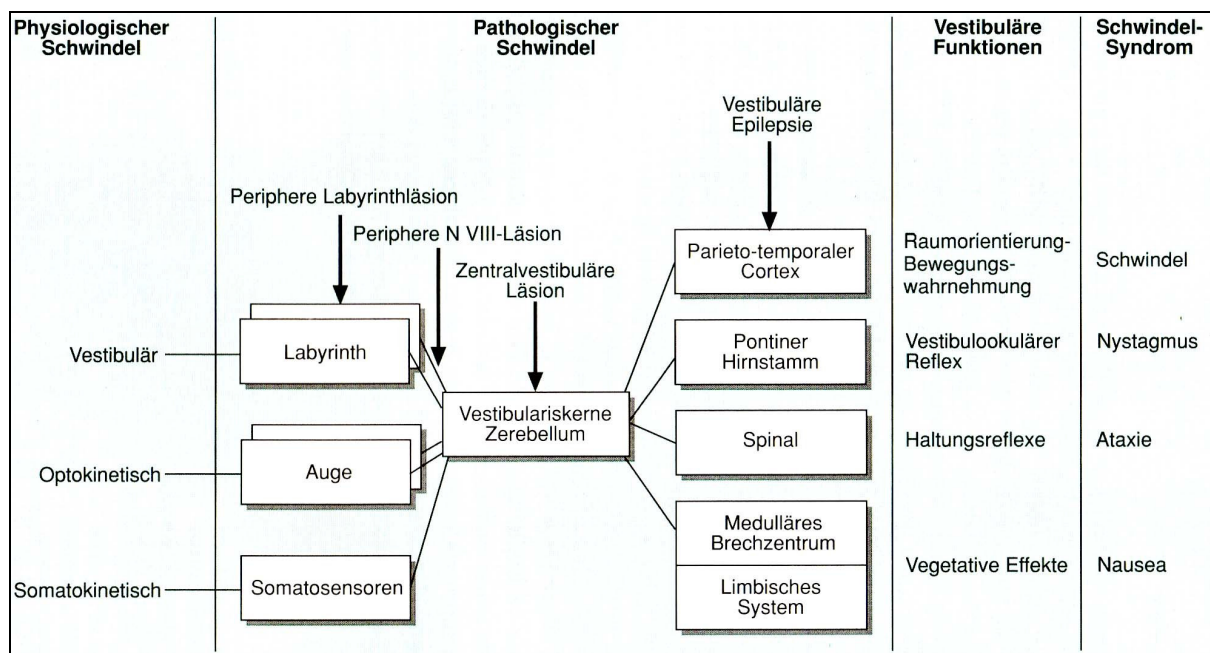 Physiologischer
Schwindel
Pathologischer
Schwindel
Vestibuläre
Funktionen
Schwindel-
Syndrom
Vestibuläre
Epilepsie
Periphere Labyrinthläsion
Periphere N VIII-Läsion
Zentralvestibuläre
Läsion
Parieto-temporaler
Cortex
Raumorientierung-
Bewegungs-
wahrnehmung
Schwindel
Vestibulär
Labyrinth
Pontiner
Hirnstamm
Vestibulookulärer
Reflex
Nystagmus
Vestibulariskerne
Zerebellum
Spinal
Haltungsreflexe
Ataxie
Optokinetisch
Auge
Medulläres
Brechzentrum
Limbisches
System
Vegetative Effekte
Nausea
Somatokinetisch
Somatosensoren